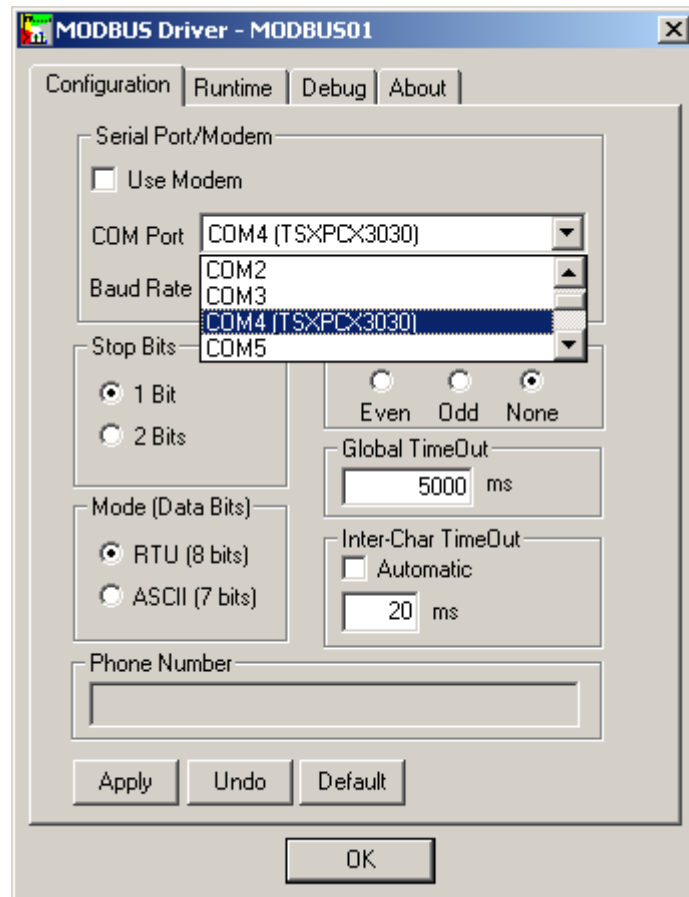 MODBUS Driver - MODBUS01
Configuration Runtime Debug About
Serial Port/Modem
Use Modem
COM Port COM4 (TSXPCX3030)
COM2
Baud Rate COM3
COM4 (TSXPCX3030)
Stop Bits COM5
1 Bit
Even Odd None
2 Bits
Global TimeOut
5000 ms
Mode (Data Bits)
Inter-Char TimeOut
RTU (8 bits) Automatic
ASCII (7 bits) 20 ms
Phone Number
Apply Undo Default
OK